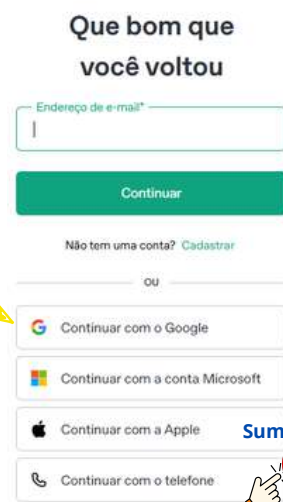 Que bom que
você voltou
Endereço de e-mail*
Continuar
Não tem uma conta? Cadastrar
OU
Continuar com o Google
Continuar com a conta Microsoft
Continuar com a Apple
Sum
Continuar com o telefone